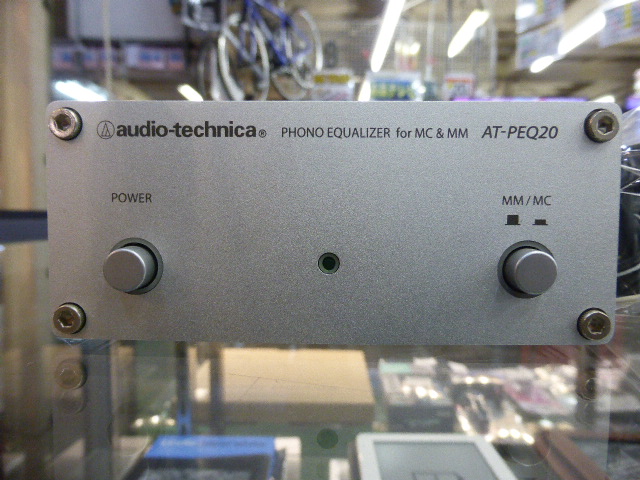 audio-technica® PHONO EQUALIZER for MC & MM AT-PEQ20
POWER
MM / MC